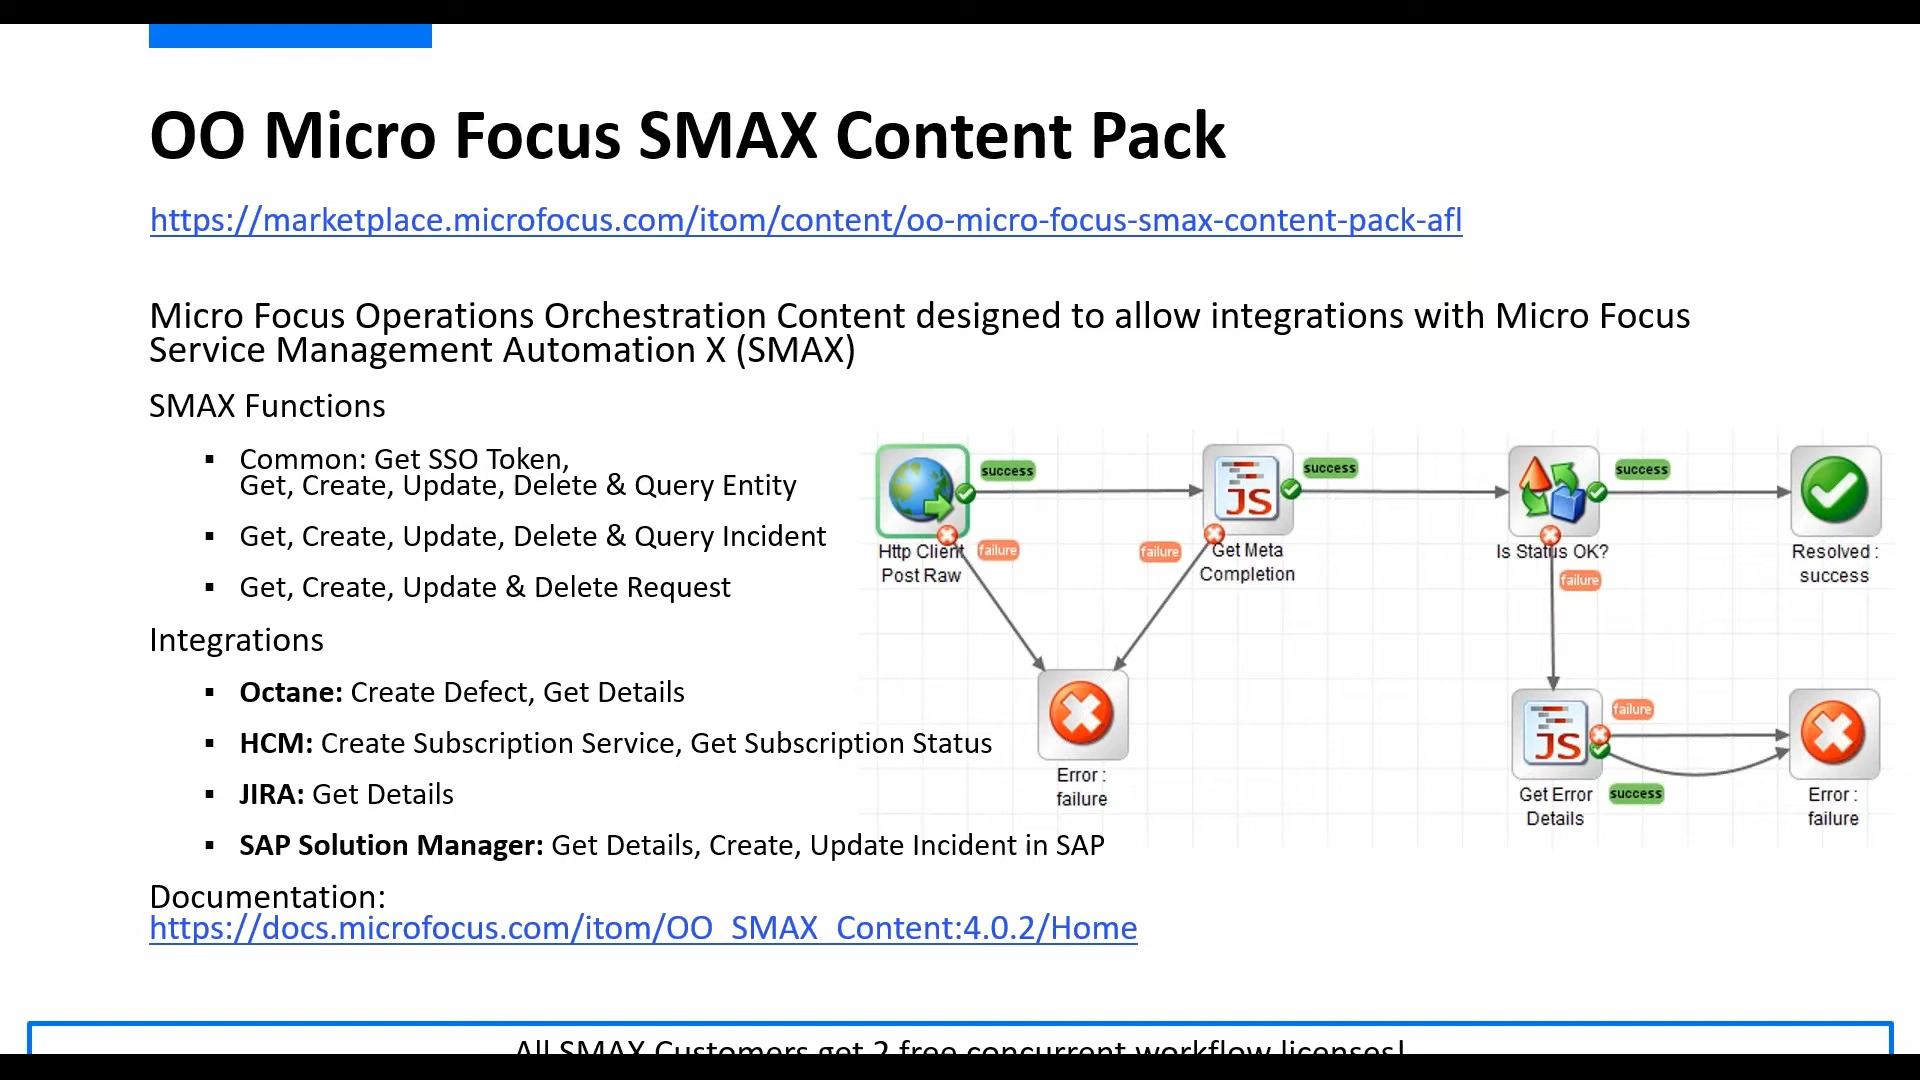 OO Micro Focus SMAX Content Pack
https://marketplace.microfocus.com/itom/content/oo-micro-focus-smax-content-pack-afl
Micro Focus Operations Orchestration Content designed to allow integrations with Micro Focus
Service Management Automation X (SMAX)
SMAX Functions
▪ Common: Get SSO Token,
Get, Create, Update, Delete & Query Entity
▪ Get, Create, Update, Delete & Query Incident
▪ Get, Create, Update & Delete Request
Integrations
▪ Octane: Create Defect, Get Details
▪ HCM: Create Subscription Service, Get Subscription Status
▪ JIRA: Get Details
▪ SAP Solution Manager: Get Details, Create, Update Incident in SAP
Documentation:
https://docs.microfocus.com/itom/OO_SMAX_Content:4.0.2/Home
success
success
success
JS
Http Client
Post Raw
failure
failure
Get Meta
Completion
Is Status OK?
failure
Resolved :
success
Error :
failure
JS
failure
success
Get Error
Details
Error :
failure
All SMAX Customers get 2 free concurrent workflow licenses!